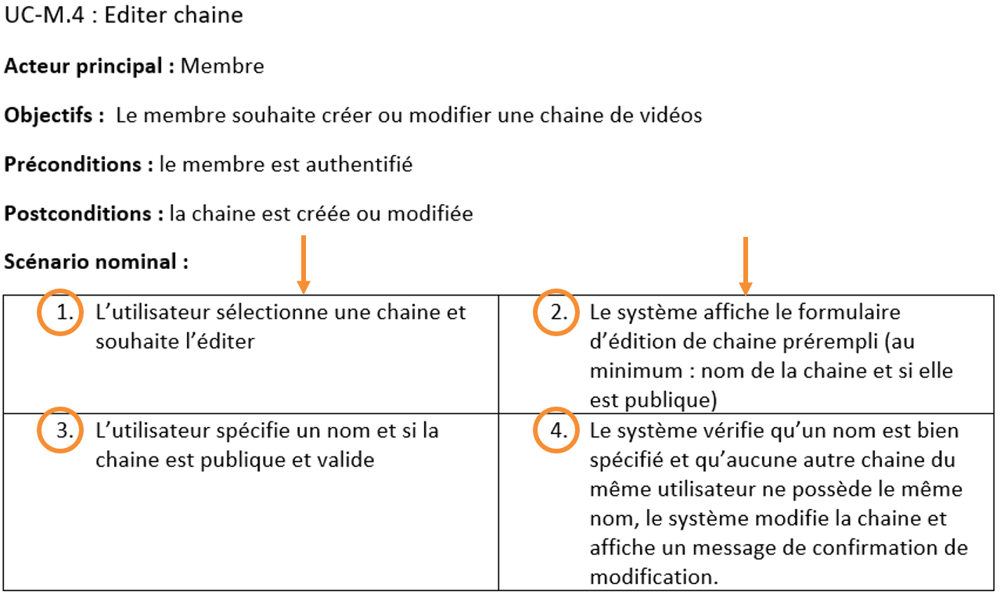 UC-M.4 : Editer chaine
Acteur principal : Membre
Objectifs :  Le membre souhaite créer ou modifier une chaine de vidéos
Préconditions : le membre est authentifié
Postconditions : la chaine est créée ou modifiée
Scénario nominal :
1. L’utilisateur sélectionne une chaine et
souhaite l’éditer
2. Le système affiche le formulaire
d’édition de chaine prérempli (au
minimum : nom de la chaine et si elle
est publique)
3. L’utilisateur spécifie un nom et si la
chaine est publique et valide
4. Le système vérifie qu’un nom est bien
spécifié et qu’aucune autre chaine du
même utilisateur ne possède le même
nom, le système modifie la chaine et
affiche un message de confirmation de
modification.